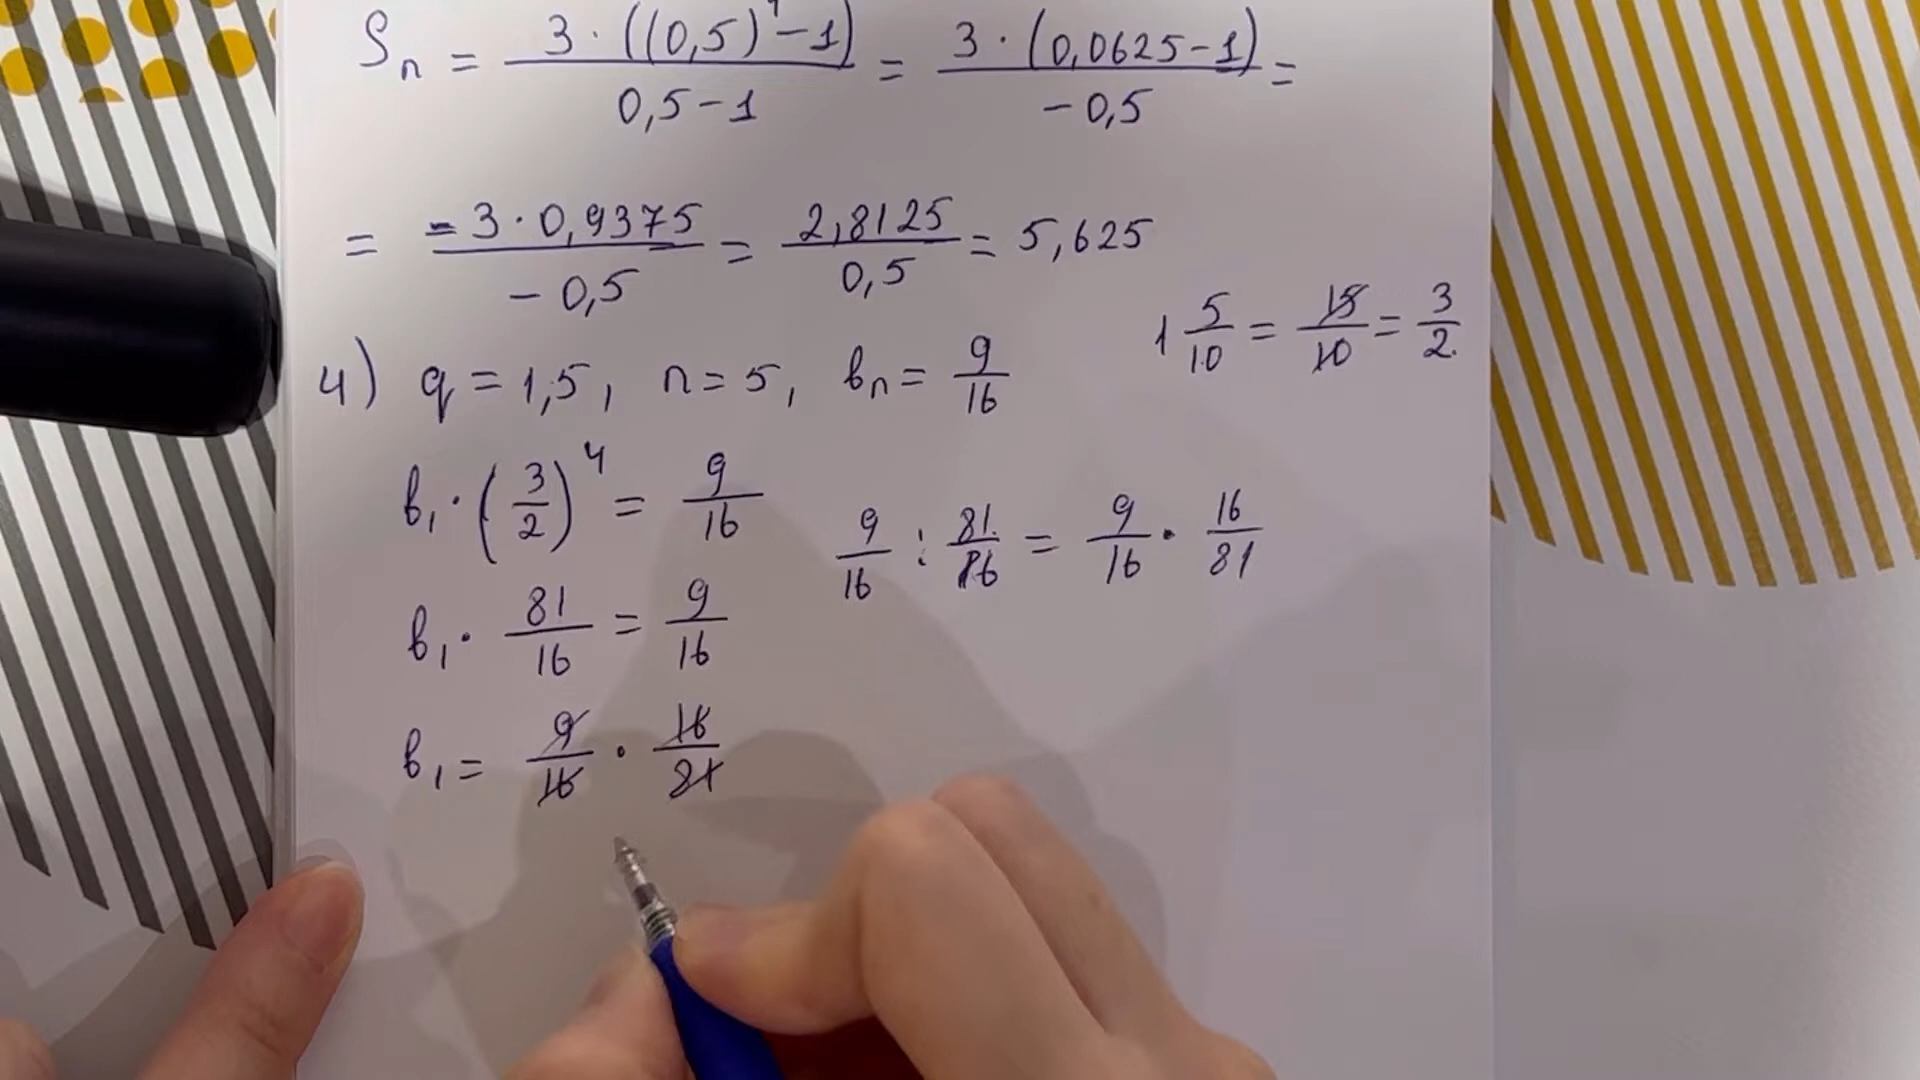 Sn = 3 · ((0,5)⁴ − 1) / 0,5 − 1 = 3 · (0,0625 − 1) / − 0,5 =
= − 3 · 0,9375 / − 0,5 = 2,8125 / 0,5 = 5,625
1 5/10 = 15/10 = 3/2
4) q = 1,5, n = 5, bn = 9/16
b₁ · (3/2)⁴ = 9/16
9/16 : 81/16 = 9/16 · 16/81
b₁ · 81/16 = 9/16
b₁ = 9/16 · 16/81